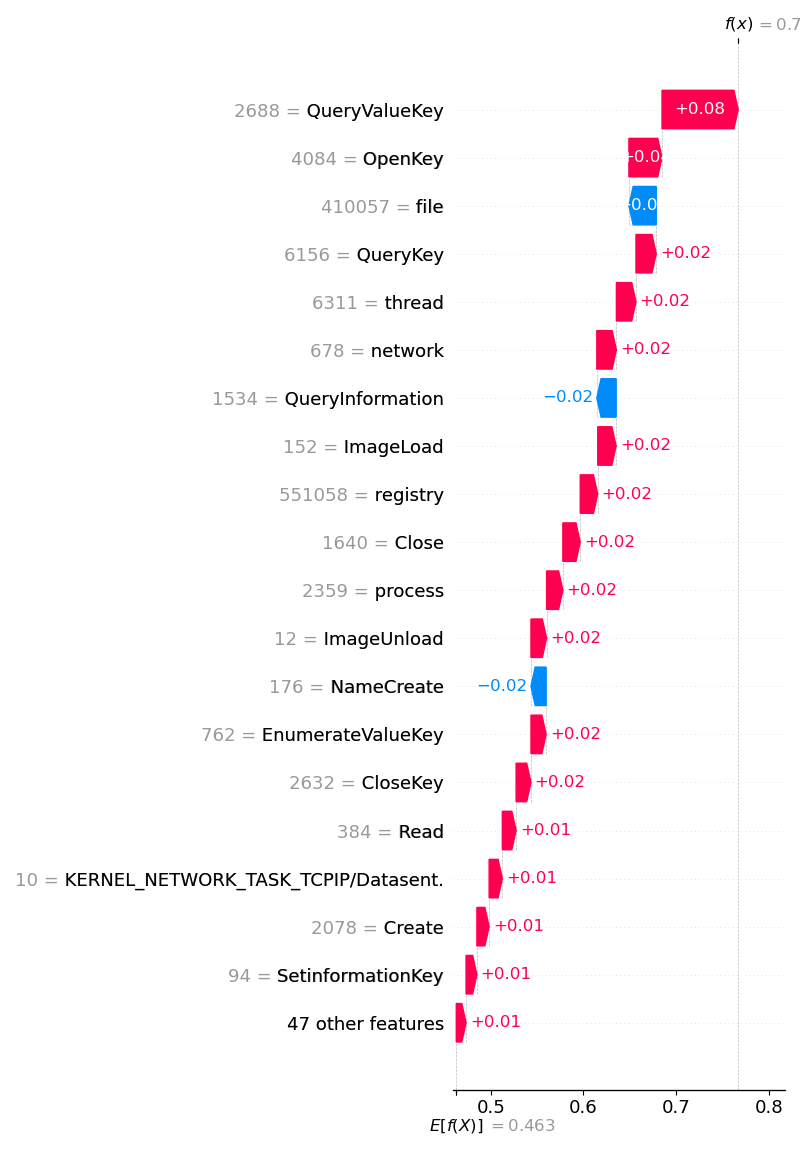 f(x) = 0.7
2688 = QueryValueKey +0.08
4084 = OpenKey
410057 = file
6156 = QueryKey +0.02
6311 = thread +0.02
678 = network +0.02
1534 = QueryInformation −0.02
152 = ImageLoad +0.02
551058 = registry +0.02
1640 = Close +0.02
2359 = process +0.02
12 = ImageUnload +0.02
176 = NameCreate −0.02
762 = EnumerateValueKey +0.02
2632 = CloseKey +0.02
384 = Read +0.01
10 = KERNEL_NETWORK_TASK_TCPIP/Datasent. +0.01
2078 = Create +0.01
94 = SetinformationKey +0.01
47 other features +0.01
0.5 0.6 0.7 0.8
E[f(X)] = 0.463